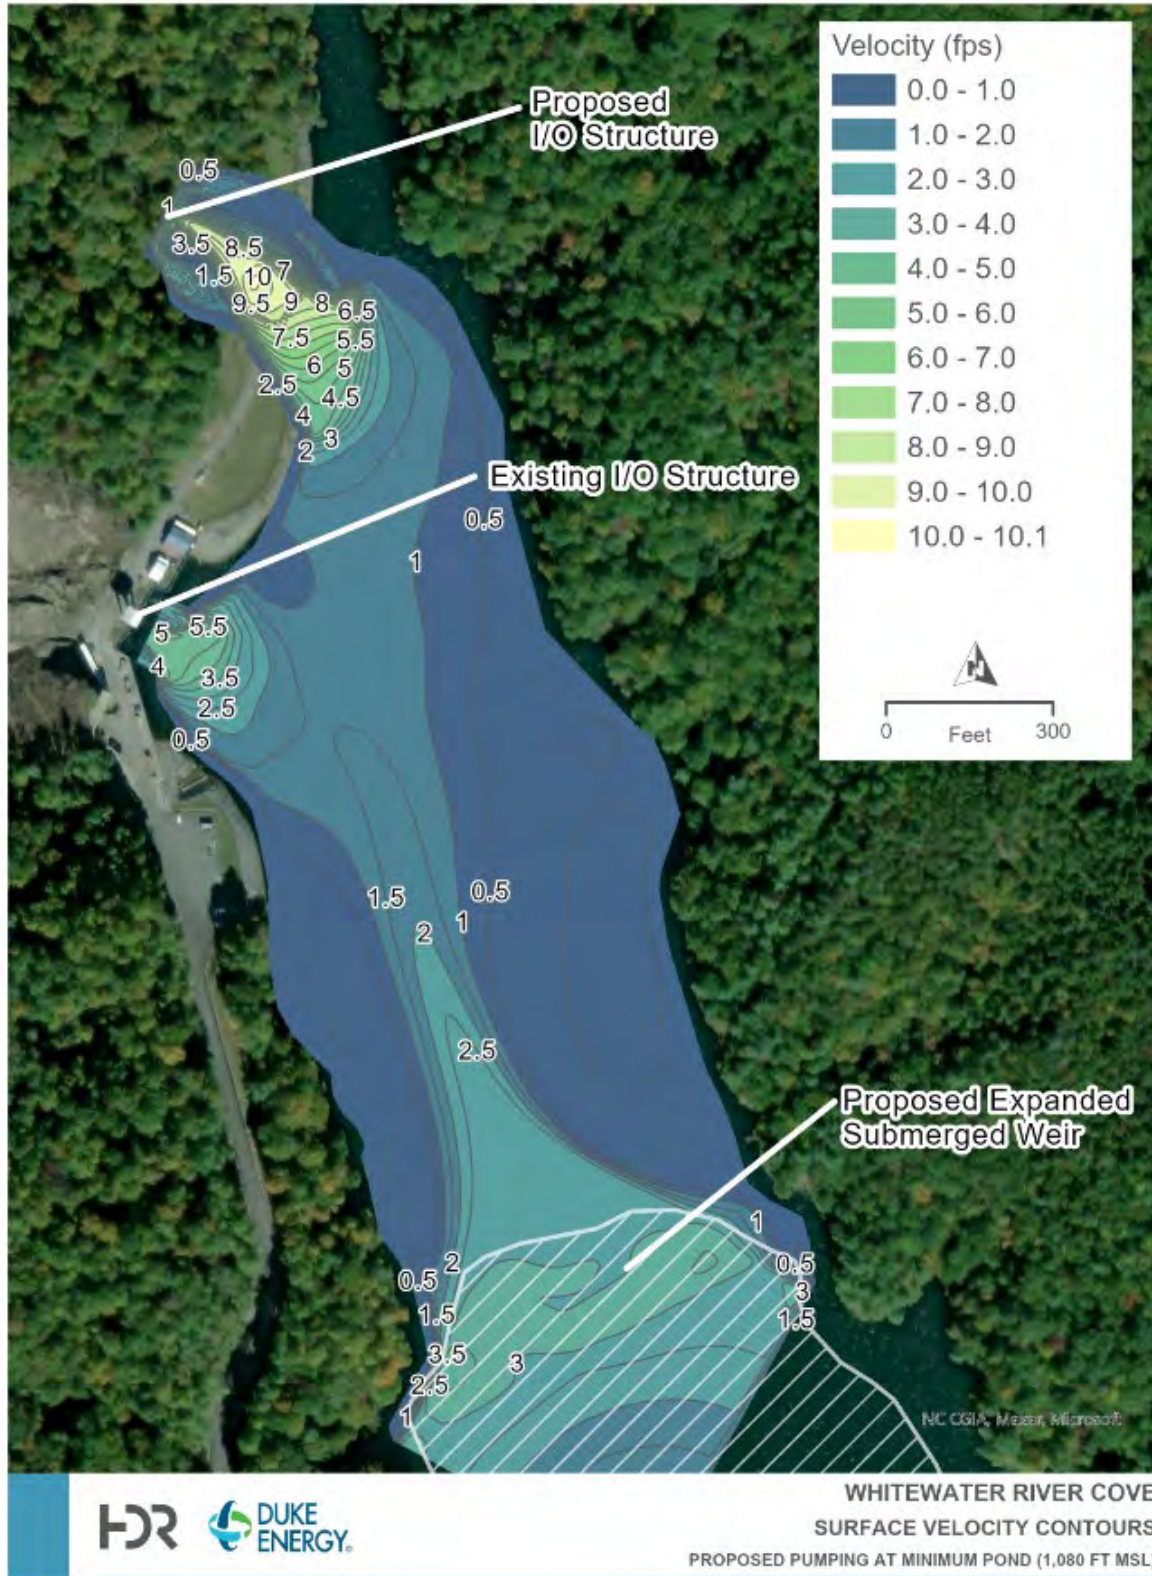 Velocity (fps)
0.0 - 1.0
1.0 - 2.0
2.0 - 3.0
3.0 - 4.0
4.0 - 5.0
5.0 - 6.0
6.0 - 7.0
7.0 - 8.0
8.0 - 9.0
9.0 - 10.0
10.0 - 10.1
N
0 300
Feet
Proposed
I/O Structure
0.5
1
3.5 8.5
1.5 10 7
9.5 9 8 6.5
7.5 5.5
6 5
2.5 4.5
4 3
2
Existing I/O Structure
0.5
1
5 5.5
4 3.5
2.5
0.5
1.5 0.5
2 1
2.5
Proposed Expanded
Submerged Weir
1
2 0.5
0.5 3
1.5 1.5
3.5 3
2.5
1
NC CGIA, Maxar, Microsoft
HDR
DUKE
ENERGY®
WHITEWATER RIVER COVE
SURFACE VELOCITY CONTOURS
PROPOSED PUMPING AT MINIMUM POND (1,080 FT MSL)